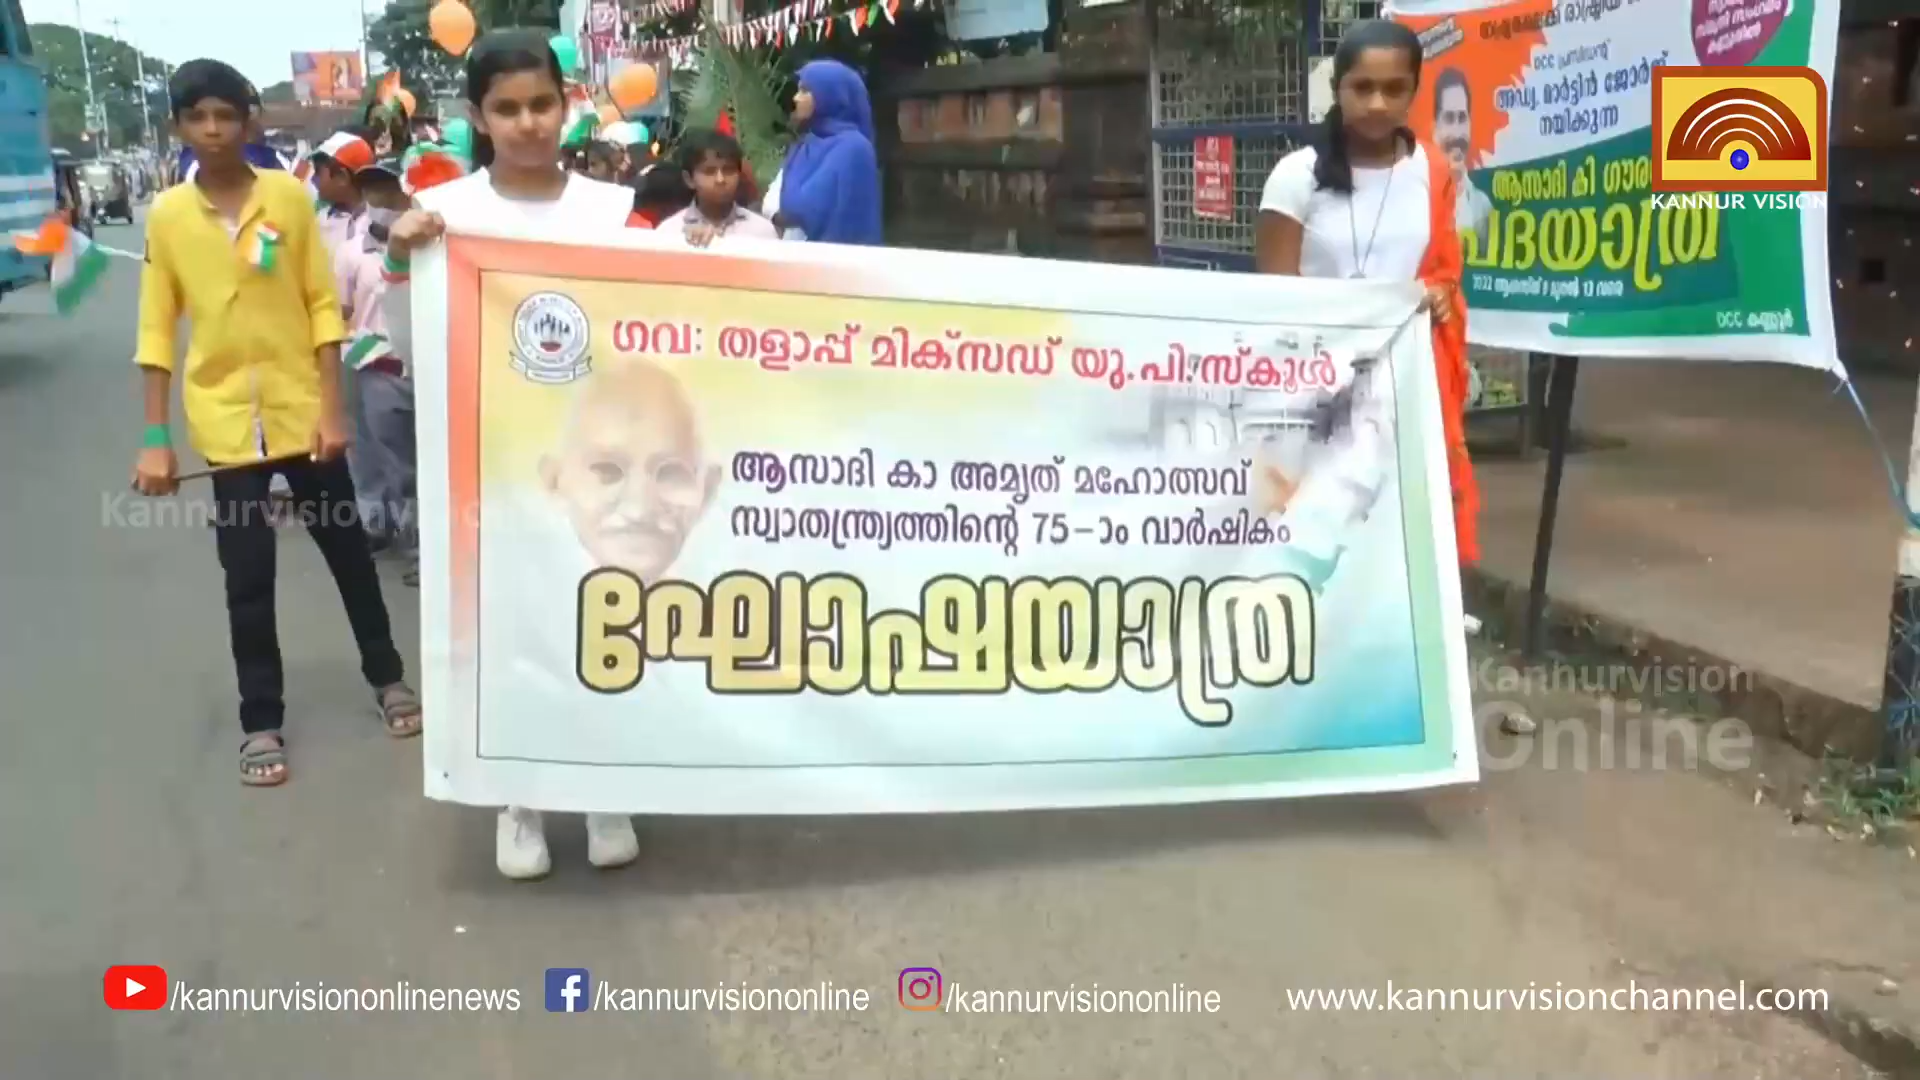 DCC പ്രസിഡന്റ്
അഡ്വ. മാർട്ടിൻ ജോർജ്
നയിക്കുന്ന
ആസാദി കി
പദയാത്ര
DCC കണ്ണൂർ
KANNUR VISION
ഗവ: തളാപ്പ് മിക്സഡ് യു.പി.സ്കൂൾ
ആസാദി കാ അമൃത് മഹോത്സവ്
സ്വാതന്ത്ര്യത്തിന്റെ 75-ാം വാർഷികം
ഘോഷയാത്ര
Kannurvision
Online
/kannurvisiononlinenews
/kannurvisiononline
/kannurvisiononline
www.kannurvisionchannel.com